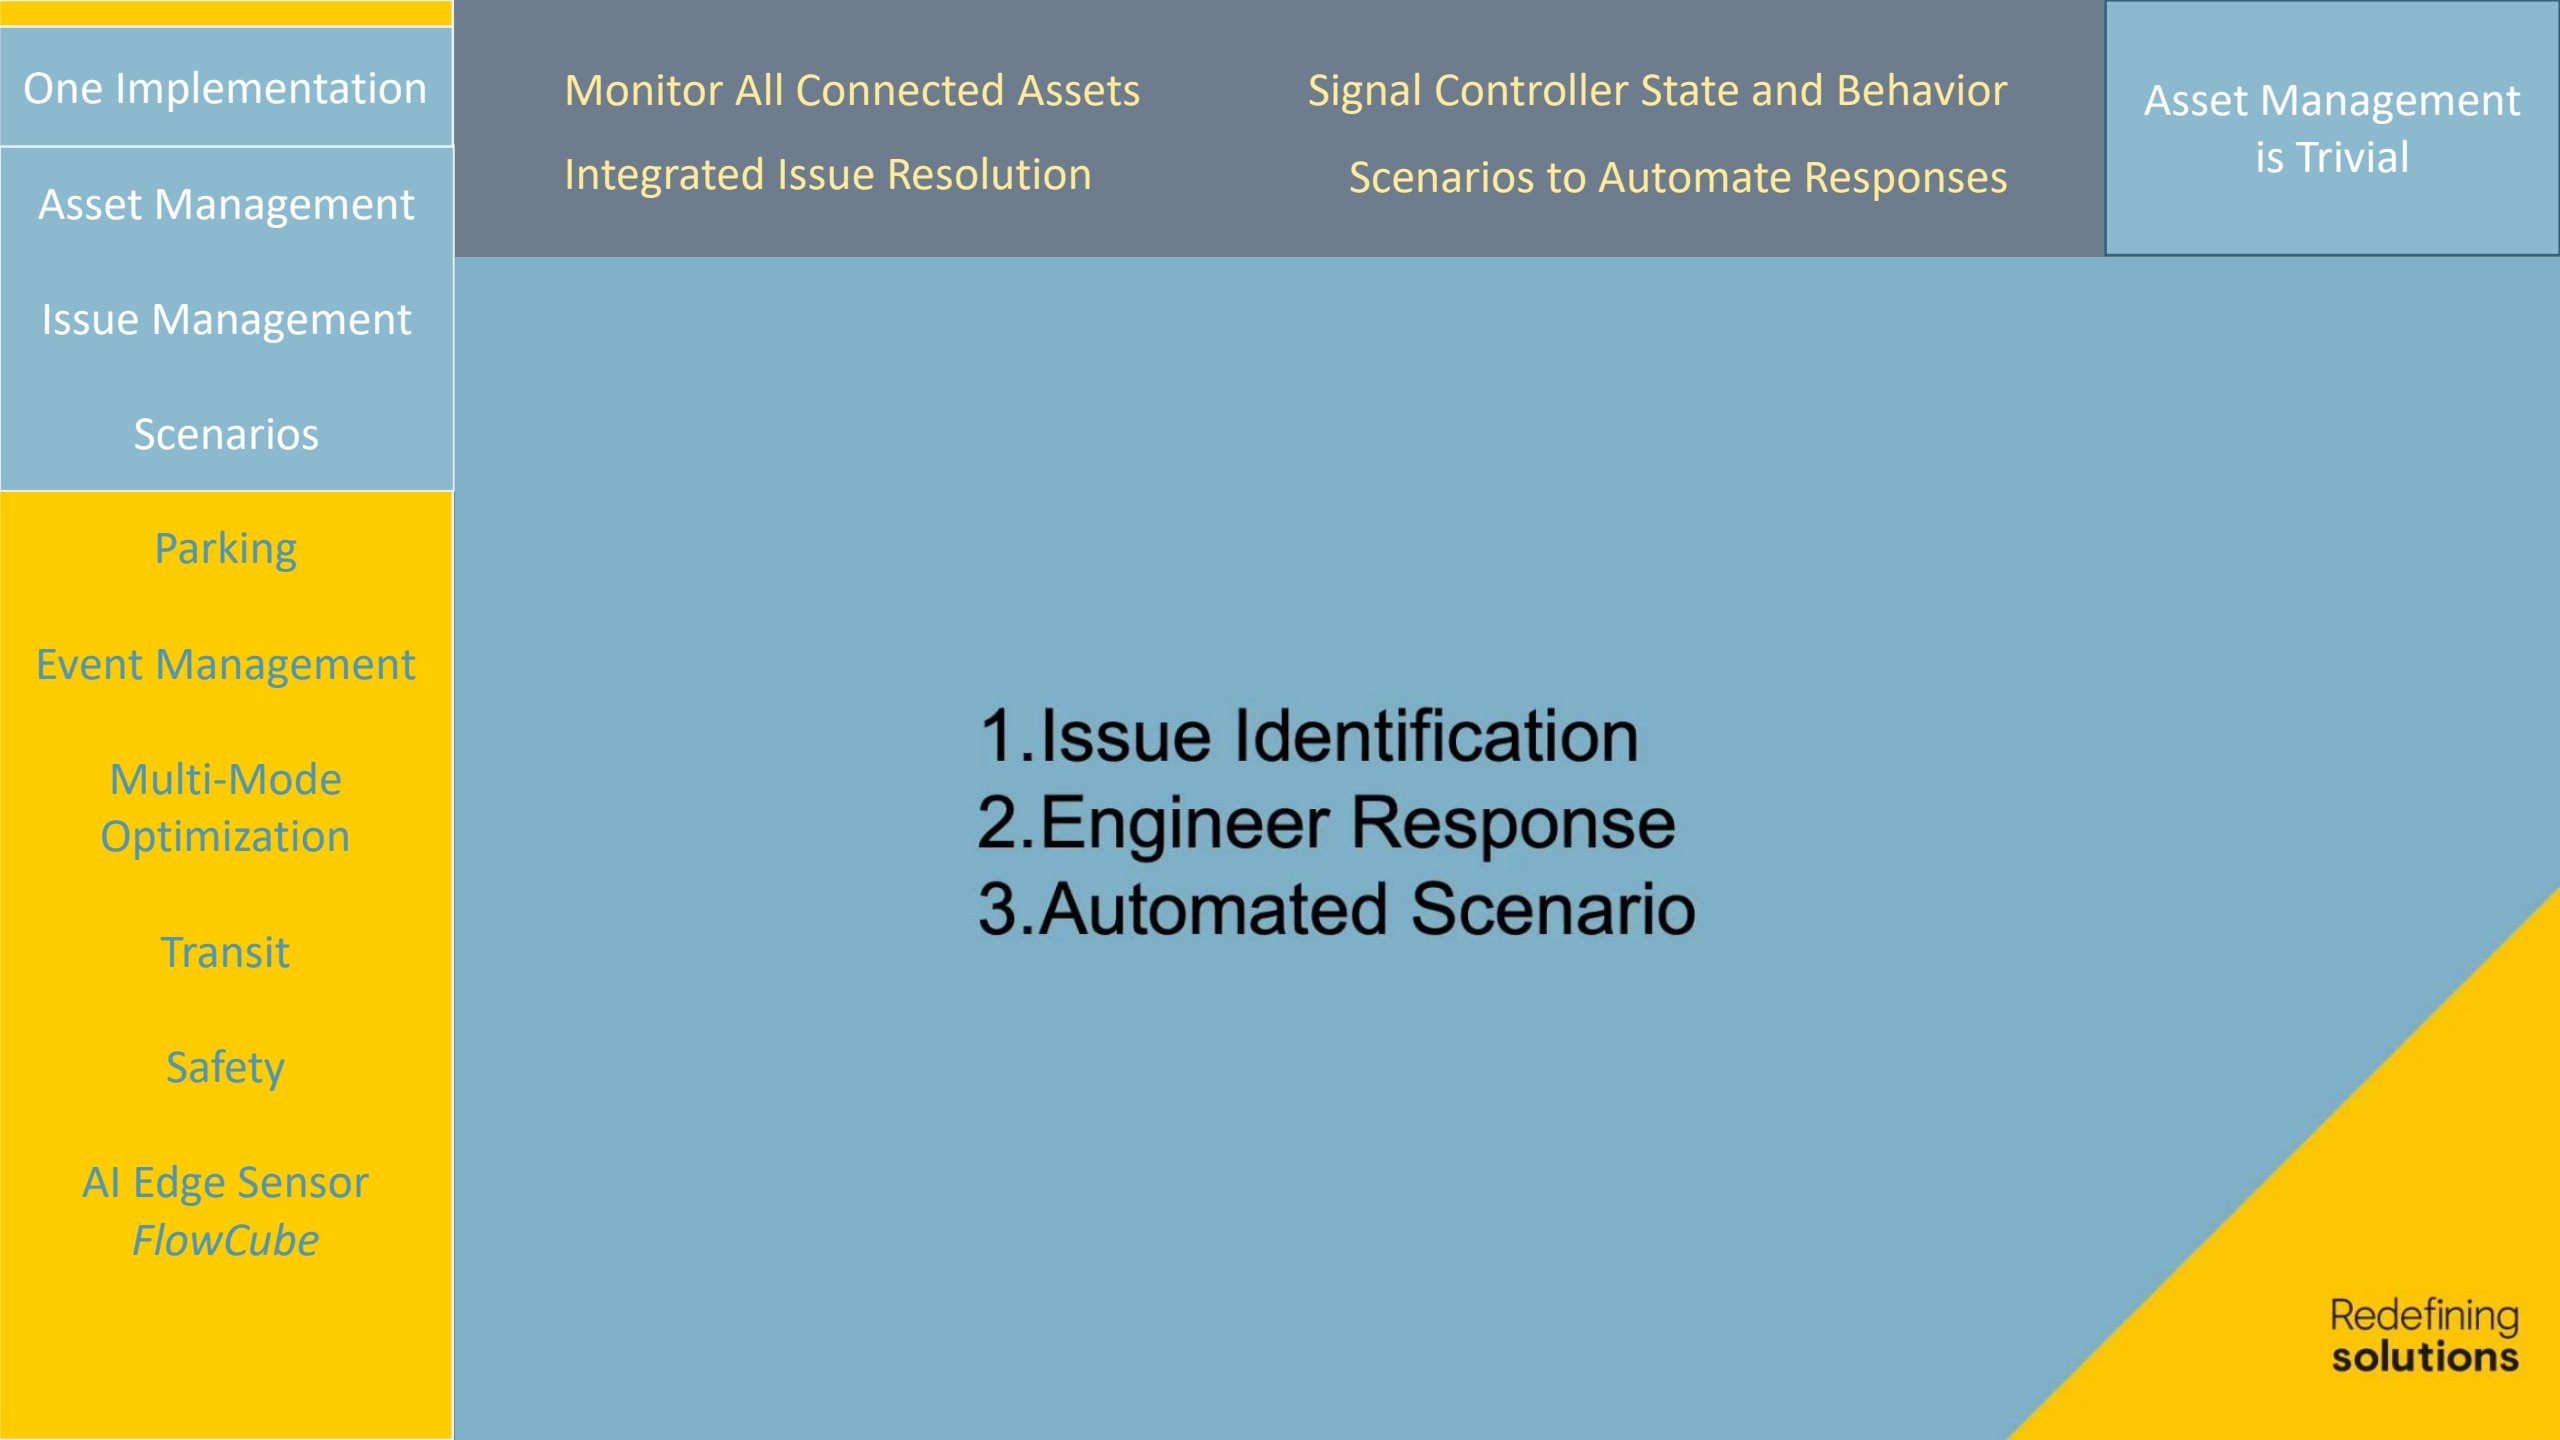 One Implementation
Asset Management
Issue Management
Scenarios
Parking
Event Management
Multi-Mode
Optimization
Transit
Safety
AI Edge Sensor
FlowCube
Monitor All Connected Assets
Integrated Issue Resolution
Signal Controller State and Behavior
Scenarios to Automate Responses
Asset Management
is Trivial
1.Issue Identification
2.Engineer Response
3.Automated Scenario
Redefining
solutions